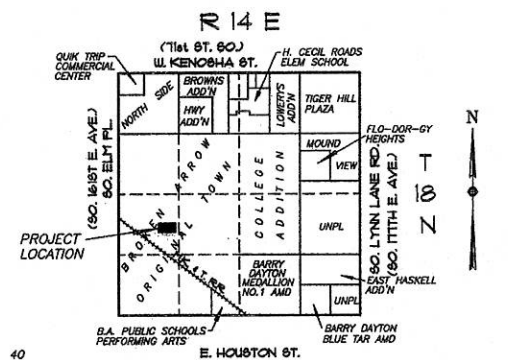 R 14 E
(71st ST. SO.)
W. KENOSHA ST.
QUIK TRIP
COMMERCIAL
CENTER
H. CECIL ROADS
ELEM SCHOOL
NORTH SIDE
BROWNS
ADD'N
HWY
ADD'N
LOWERYS
ADD'N
TIGER HILL
PLAZA
FLO-DOR-GY
HEIGHTS
MOUND
VIEW
(SO. 161ST E. AVE.)
SO. ELM PL.
BROKEN ARROW
ORIGINAL TOWN
COLLEGE
ADDITION
UNPL
SO. LYNN LANE RD.
(SO. 177TH E. AVE.)
T
18
N
N
PROJECT
LOCATION
M.K.&T. RR
BARRY
DAYTON
MEDALLION
NO.1 AMD
EAST HASKELL
ADD'N
UNPL
B.A. PUBLIC SCHOOLS
PERFORMING ARTS
BARRY DAYTON
BLUE TAR AMD
40
E. HOUSTON ST.